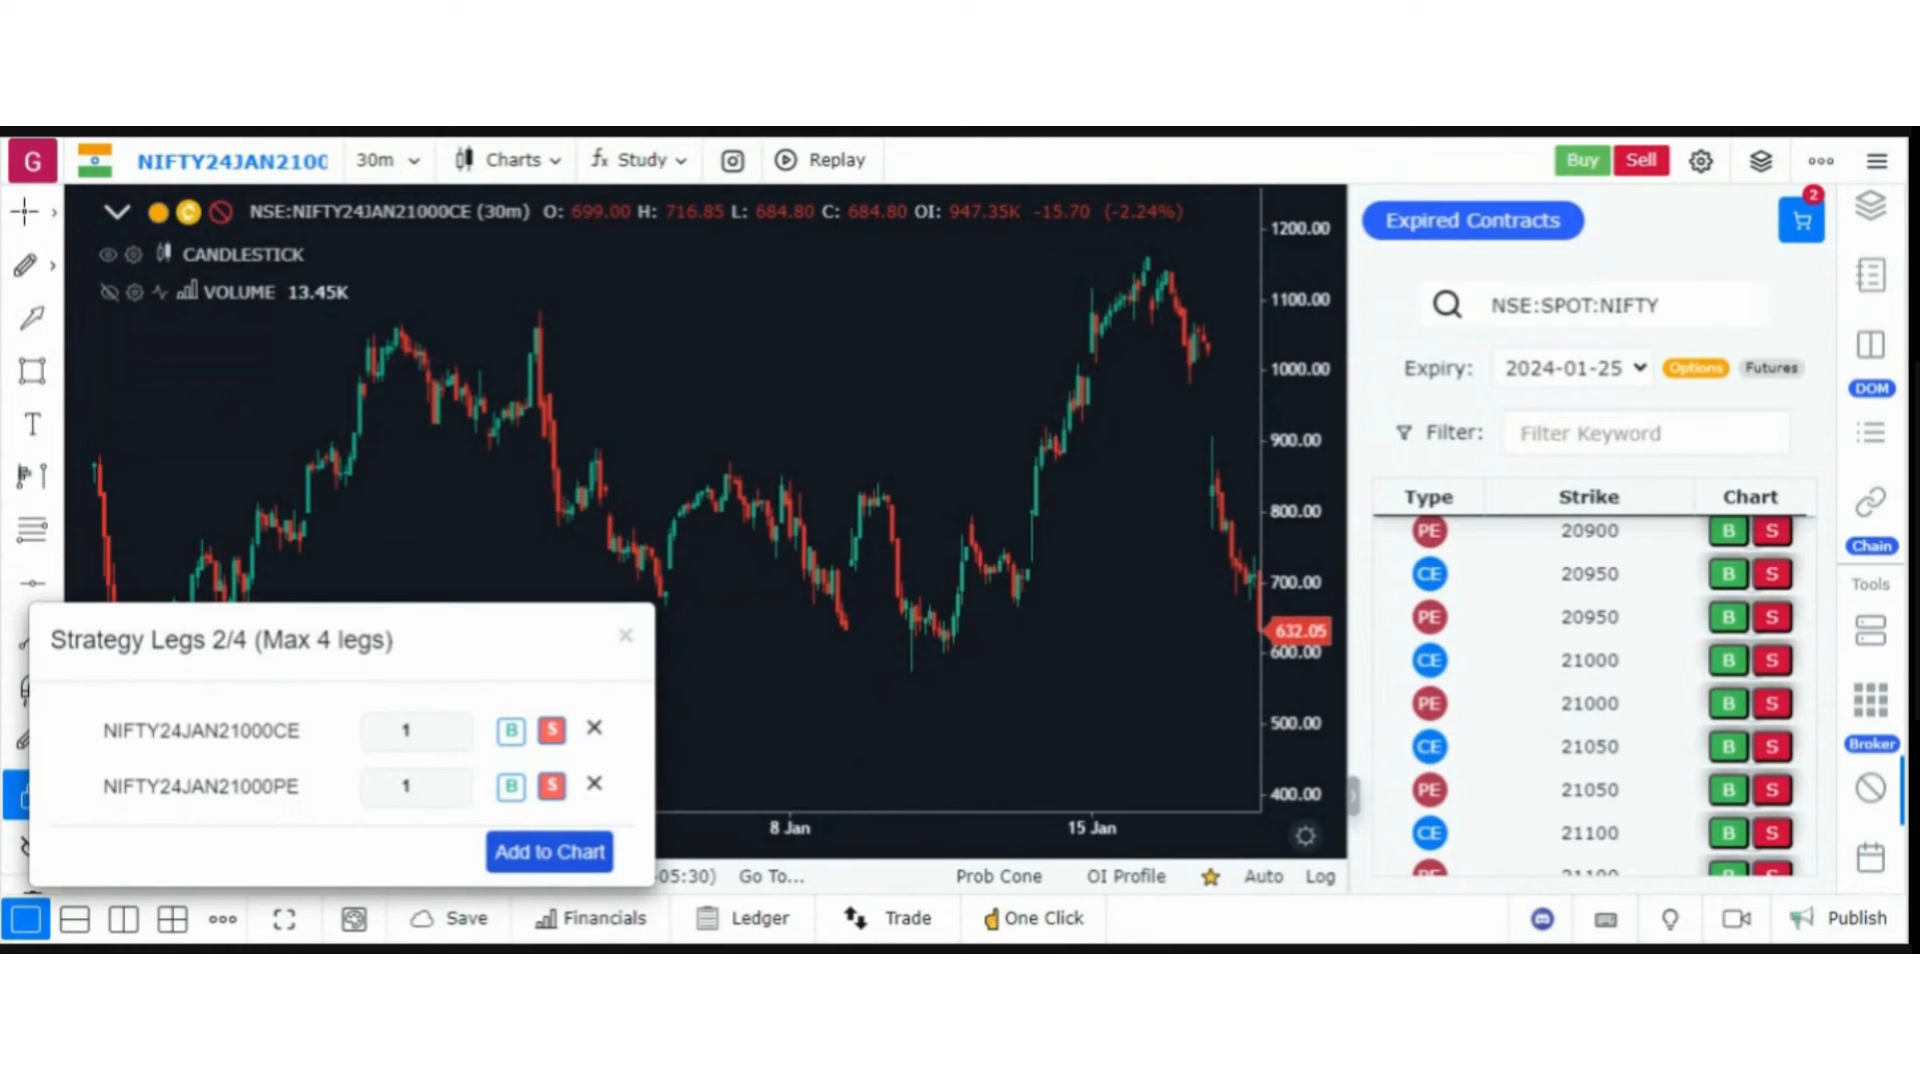 G
NIFTY24JAN2100
30m
Charts
fx Study
Replay
Buy
Sell
NSE:NIFTY24JAN21000CE (30m) O: 699.00 H: 716.85 L: 684.80 C: 684.80 OI: 947.35K -15.70 (-2.24%)
CANDLESTICK
VOLUME 13.45K
1200.00
1100.00
1000.00
900.00
800.00
700.00
632.05
600.00
500.00
400.00
8 Jan
15 Jan
Strategy Legs 2/4 (Max 4 legs)
NIFTY24JAN21000CE 1 B S
NIFTY24JAN21000PE 1 B S
Add to Chart
-05:30) Go To... Prob Cone OI Profile Auto Log
Expired Contracts
2
NSE:SPOT:NIFTY
Expiry: 2024-01-25 Options Futures
Filter: Filter Keyword
Type Strike Chart
PE 20900 B S
CE 20950 B S
PE 20950 B S
CE 21000 B S
PE 21000 B S
CE 21050 B S
PE 21050 B S
CE 21100 B S
PE 21100
DOM
Chain
Tools
Broker
Save
Financials
Ledger
Trade
One Click
Publish